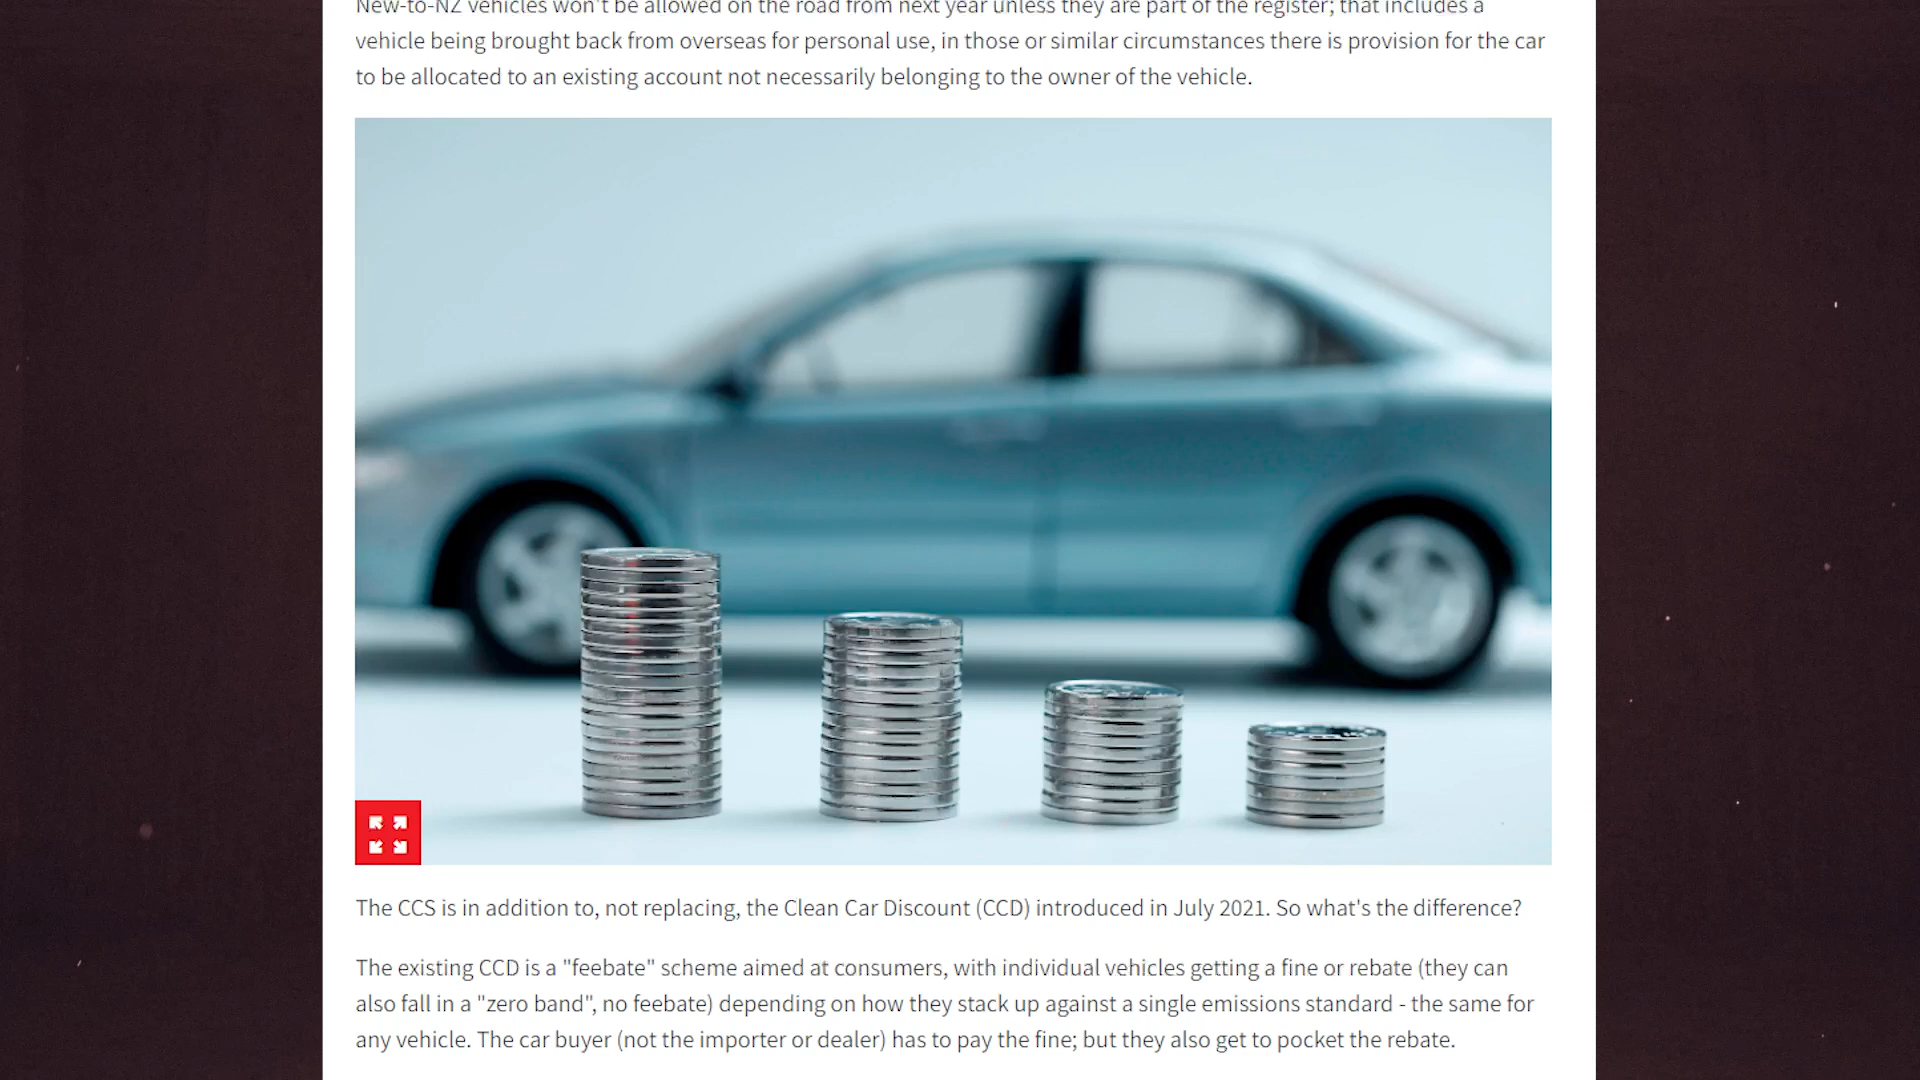 New-to-NZ vehicles won't be allowed on the road from next year unless they are part of the register; that includes a
vehicle being brought back from overseas for personal use, in those or similar circumstances there is provision for the car
to be allocated to an existing account not necessarily belonging to the owner of the vehicle.
The CCS is in addition to, not replacing, the Clean Car Discount (CCD) introduced in July 2021. So what's the difference?
The existing CCD is a "feebate" scheme aimed at consumers, with individual vehicles getting a fine or rebate (they can
also fall in a "zero band", no feebate) depending on how they stack up against a single emissions standard - the same for
any vehicle. The car buyer (not the importer or dealer) has to pay the fine; but they also get to pocket the rebate.